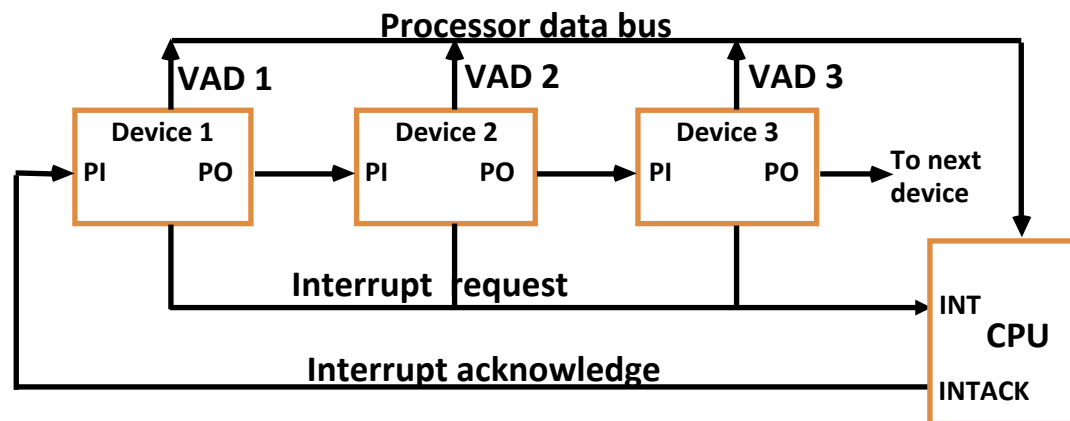 Processor data bus
VAD 1
VAD 2
VAD 3
Device 1
PI
PO
Device 2
PI
PO
Device 3
PI
PO
To next
device
Interrupt request
INT
CPU
Interrupt acknowledge
INTACK